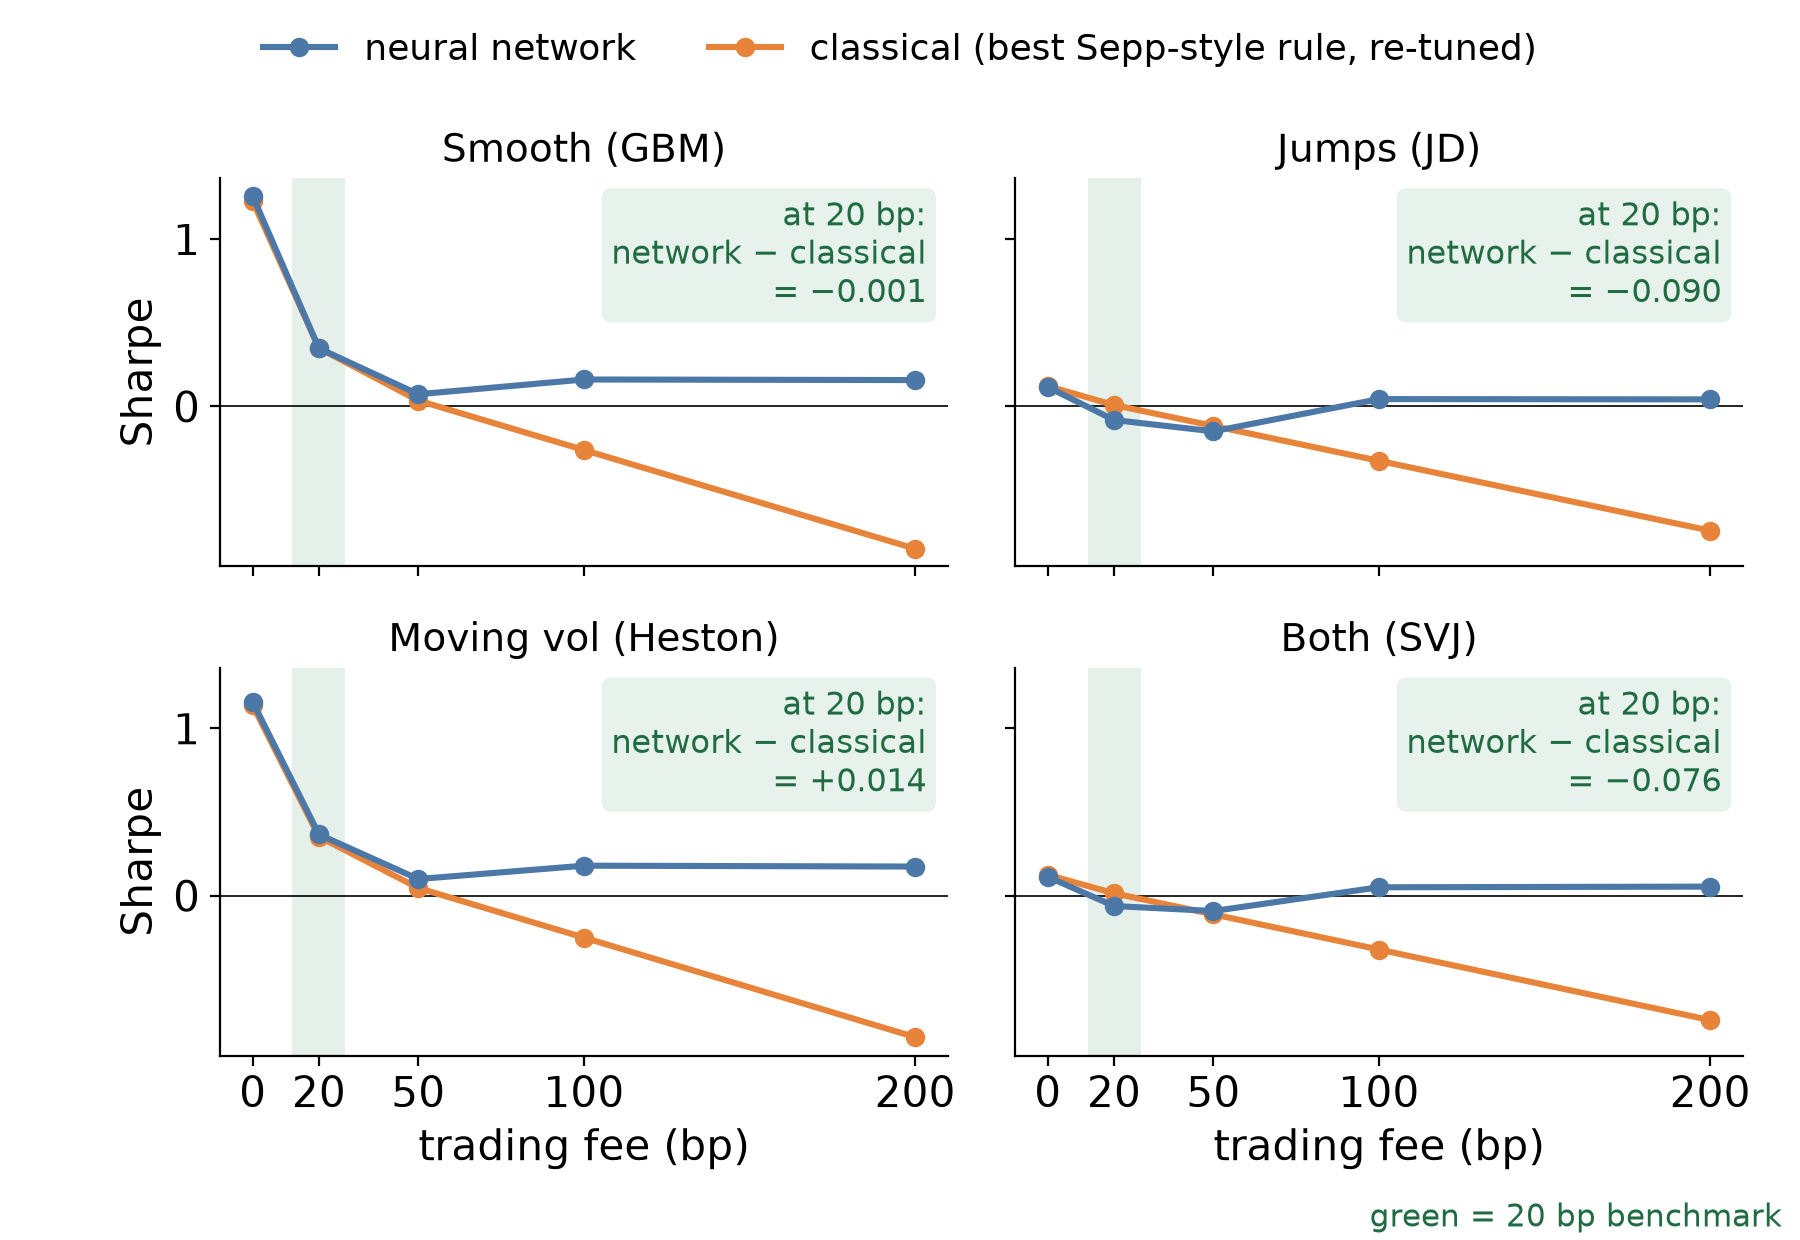 neural network
classical (best Sepp-style rule, re-tuned)
Smooth (GBM)
at 20 bp:
network − classical
= −0.001
1
0
Sharpe
Jumps (JD)
at 20 bp:
network − classical
= −0.090
Moving vol (Heston)
at 20 bp:
network − classical
= +0.014
1
0
Sharpe
0 20 50 100 200
trading fee (bp)
Both (SVJ)
at 20 bp:
network − classical
= −0.076
0 20 50 100 200
trading fee (bp)
green = 20 bp benchmark